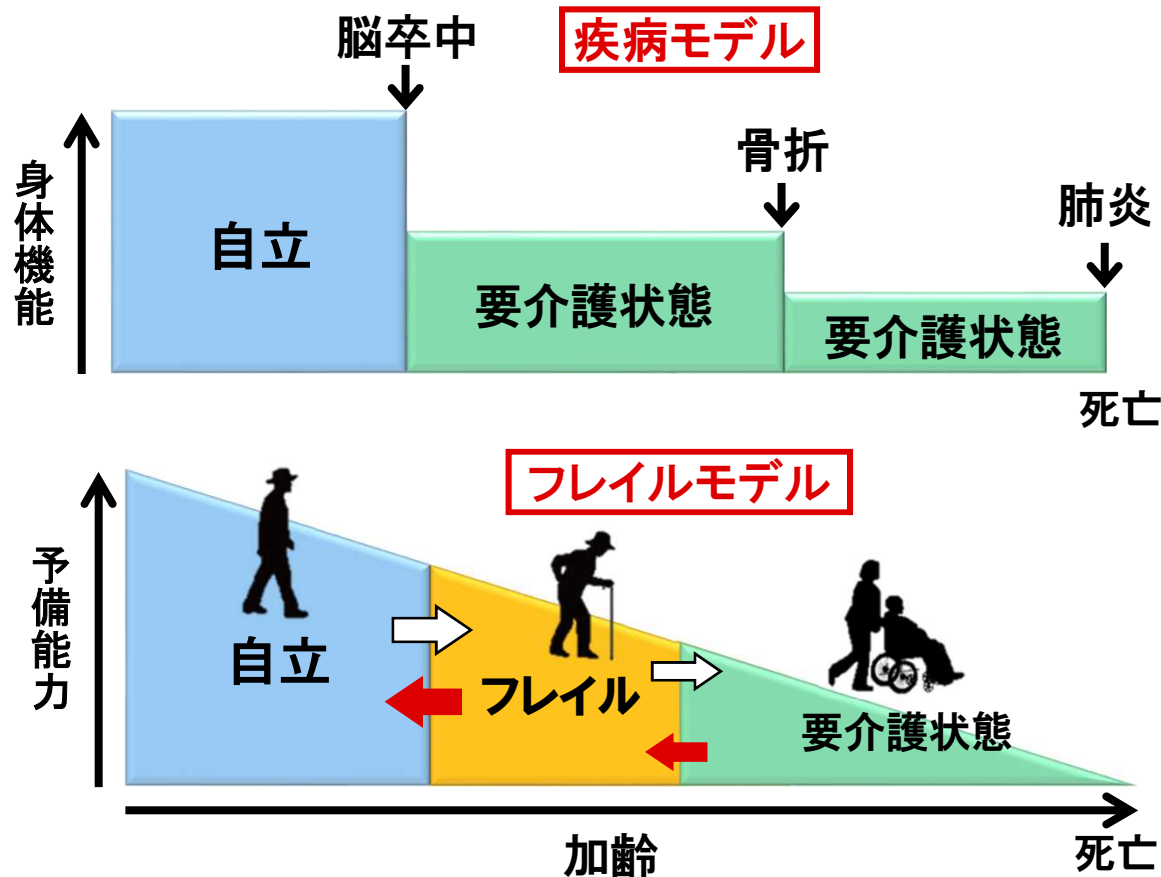 疾病モデル
脳卒中
骨折
肺炎
身体機能
自立
要介護状態
要介護状態
死亡
フレイルモデル
予備能力
自立
フレイル
要介護状態
加齢
死亡